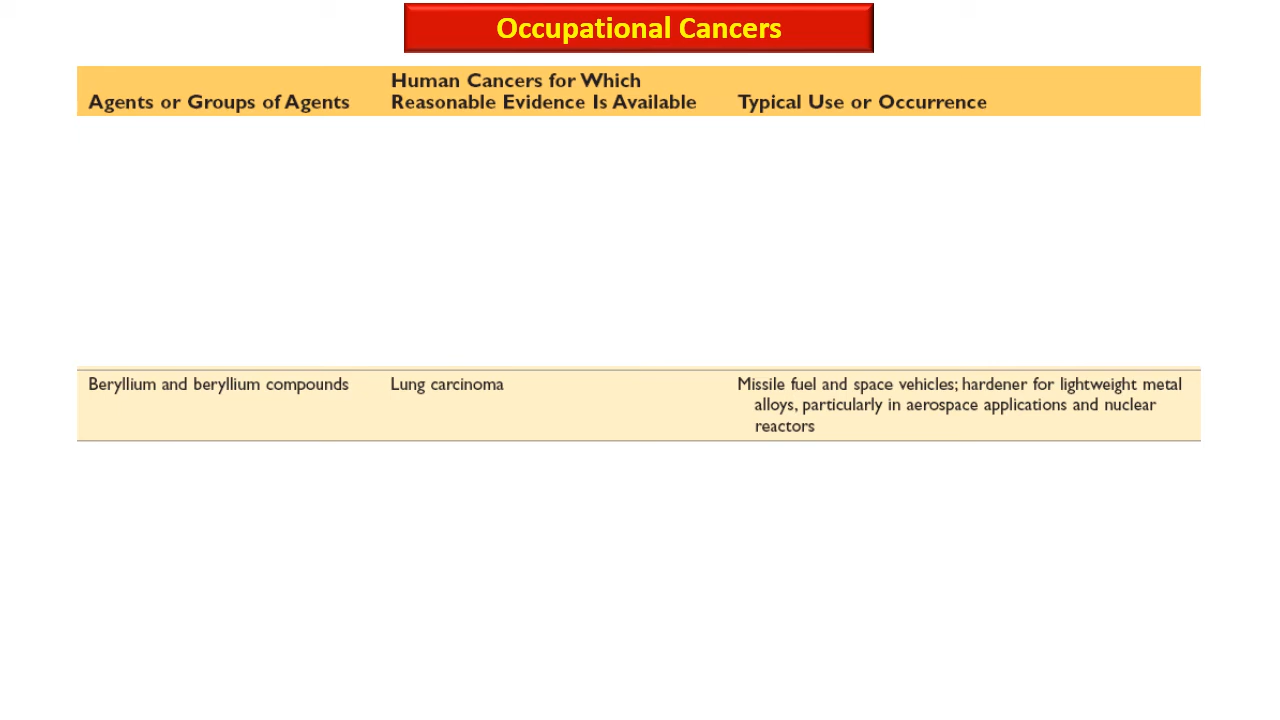 Occupational Cancers
Human Cancers for Which
Agents or Groups of Agents Reasonable Evidence Is Available Typical Use or Occurrence
Beryllium and beryllium compounds Lung carcinoma Missile fuel and space vehicles; hardener for lightweight metal
alloys, particularly in aerospace applications and nuclear
reactors